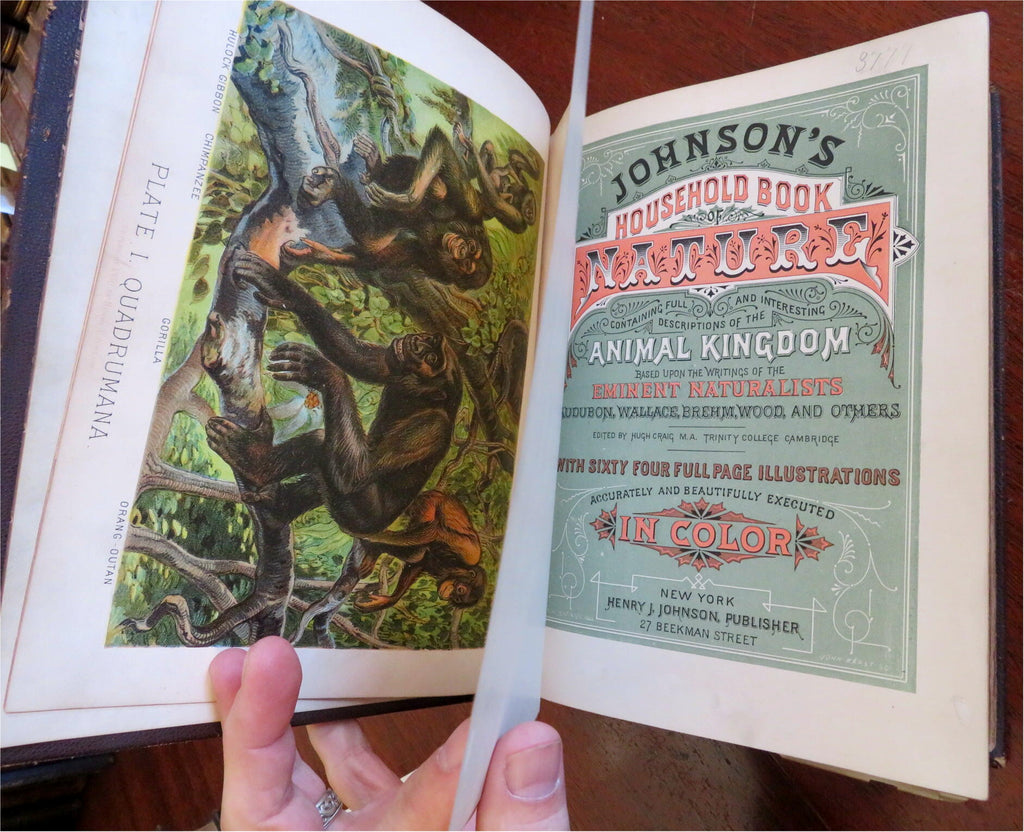 HULOCK GIBBON
CHIMPANZEE
GORILLA
ORANG-OUTAN
PLATE I. QUADRUMANA
3777
JOHNSON'S
HOUSEHOLD BOOK
OF
NATURE
CONTAINING FULL AND INTERESTING
DESCRIPTIONS OF THE
ANIMAL KINGDOM
BASED UPON THE WRITINGS OF THE
EMINENT NATURALISTS
AUDUBON, WALLACE, BREHM, WOOD, AND OTHERS
EDITED BY HUGH CRAIG M.A. TRINITY COLLEGE CAMBRIDGE
WITH SIXTY FOUR FULL PAGE ILLUSTRATIONS
ACCURATELY AND BEAUTIFULLY EXECUTED
IN COLOR
NEW YORK
HENRY J. JOHNSON, PUBLISHER
27 BEEKMAN STREET
JOHN